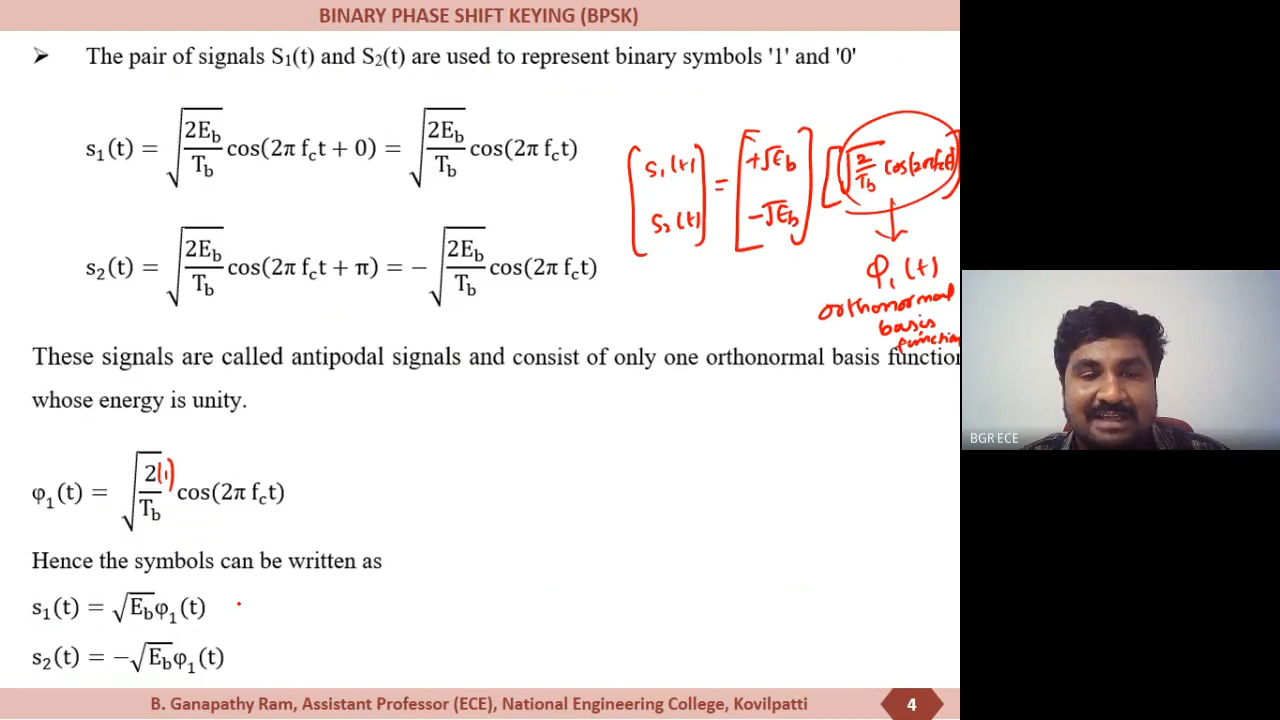 BINARY PHASE SHIFT KEYING (BPSK)
➤ The pair of signals S₁(t) and S₂(t) are used to represent binary symbols '1' and '0'
s₁(t) = √(2E_b/T_b) cos(2π f_c t + 0) = √(2E_b/T_b) cos(2π f_c t)
[s₁(t) s₂(t)] = [+√E_b −√E_b] [√(2/T_b) cos(2πf_c t)]
s₂(t) = √(2E_b/T_b) cos(2π f_c t + π) = −√(2E_b/T_b) cos(2π f_c t)
φ₁(t)
orthonormal
basis
function
These signals are called antipodal signals and consist of only one orthonormal basis function
whose energy is unity.
φ₁(t) = √(2(1)/T_b) cos(2π f_c t)
Hence the symbols can be written as
s₁(t) = √E_b φ₁(t)
s₂(t) = −√E_b φ₁(t)
BGR ECE
B. Ganapathy Ram, Assistant Professor (ECE), National Engineering College, Kovilpatti
4